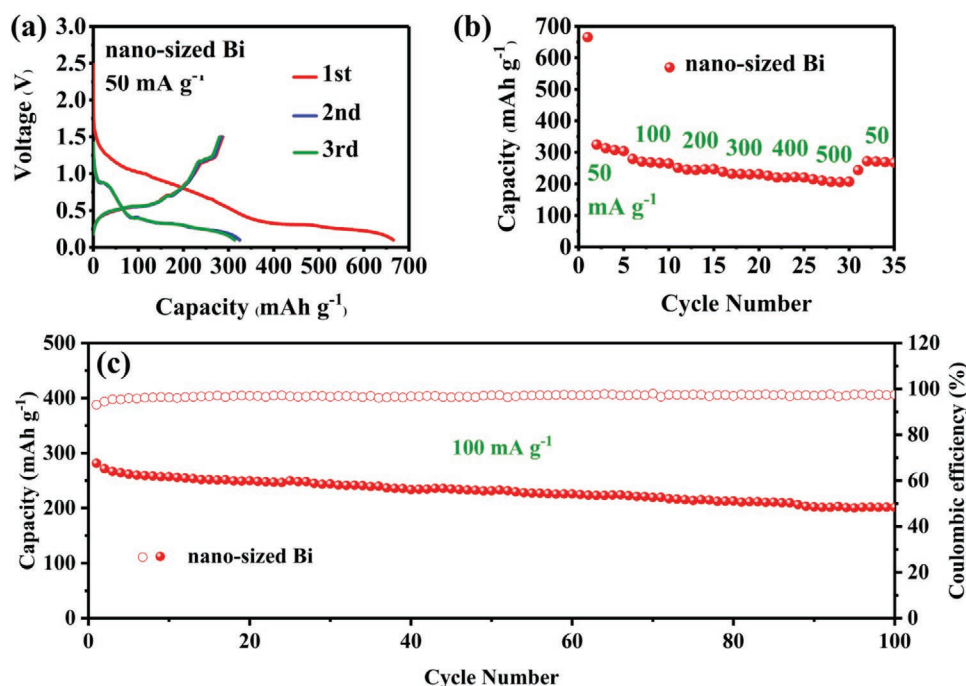 (a)
nano-sized Bi
50 mA g⁻¹
1st
2nd
3rd
Voltage (V)
3.0
2.5
2.0
1.5
1.0
0.5
0.0
0 100 200 300 400 500 600 700
Capacity (mAh g⁻¹)
(b)
nano-sized Bi
Capacity (mAh g⁻¹)
700
600
500
400
300
200
100
0
50 100 200 300 400 500 50
mA g⁻¹
0 5 10 15 20 25 30 35
Cycle Number
(c)
100 mA g⁻¹
nano-sized Bi
Capacity (mAh g⁻¹)
500
400
300
200
100
0
Coulombic efficiency (%)
120
100
80
60
40
20
0
0 20 40 60 80 100
Cycle Number